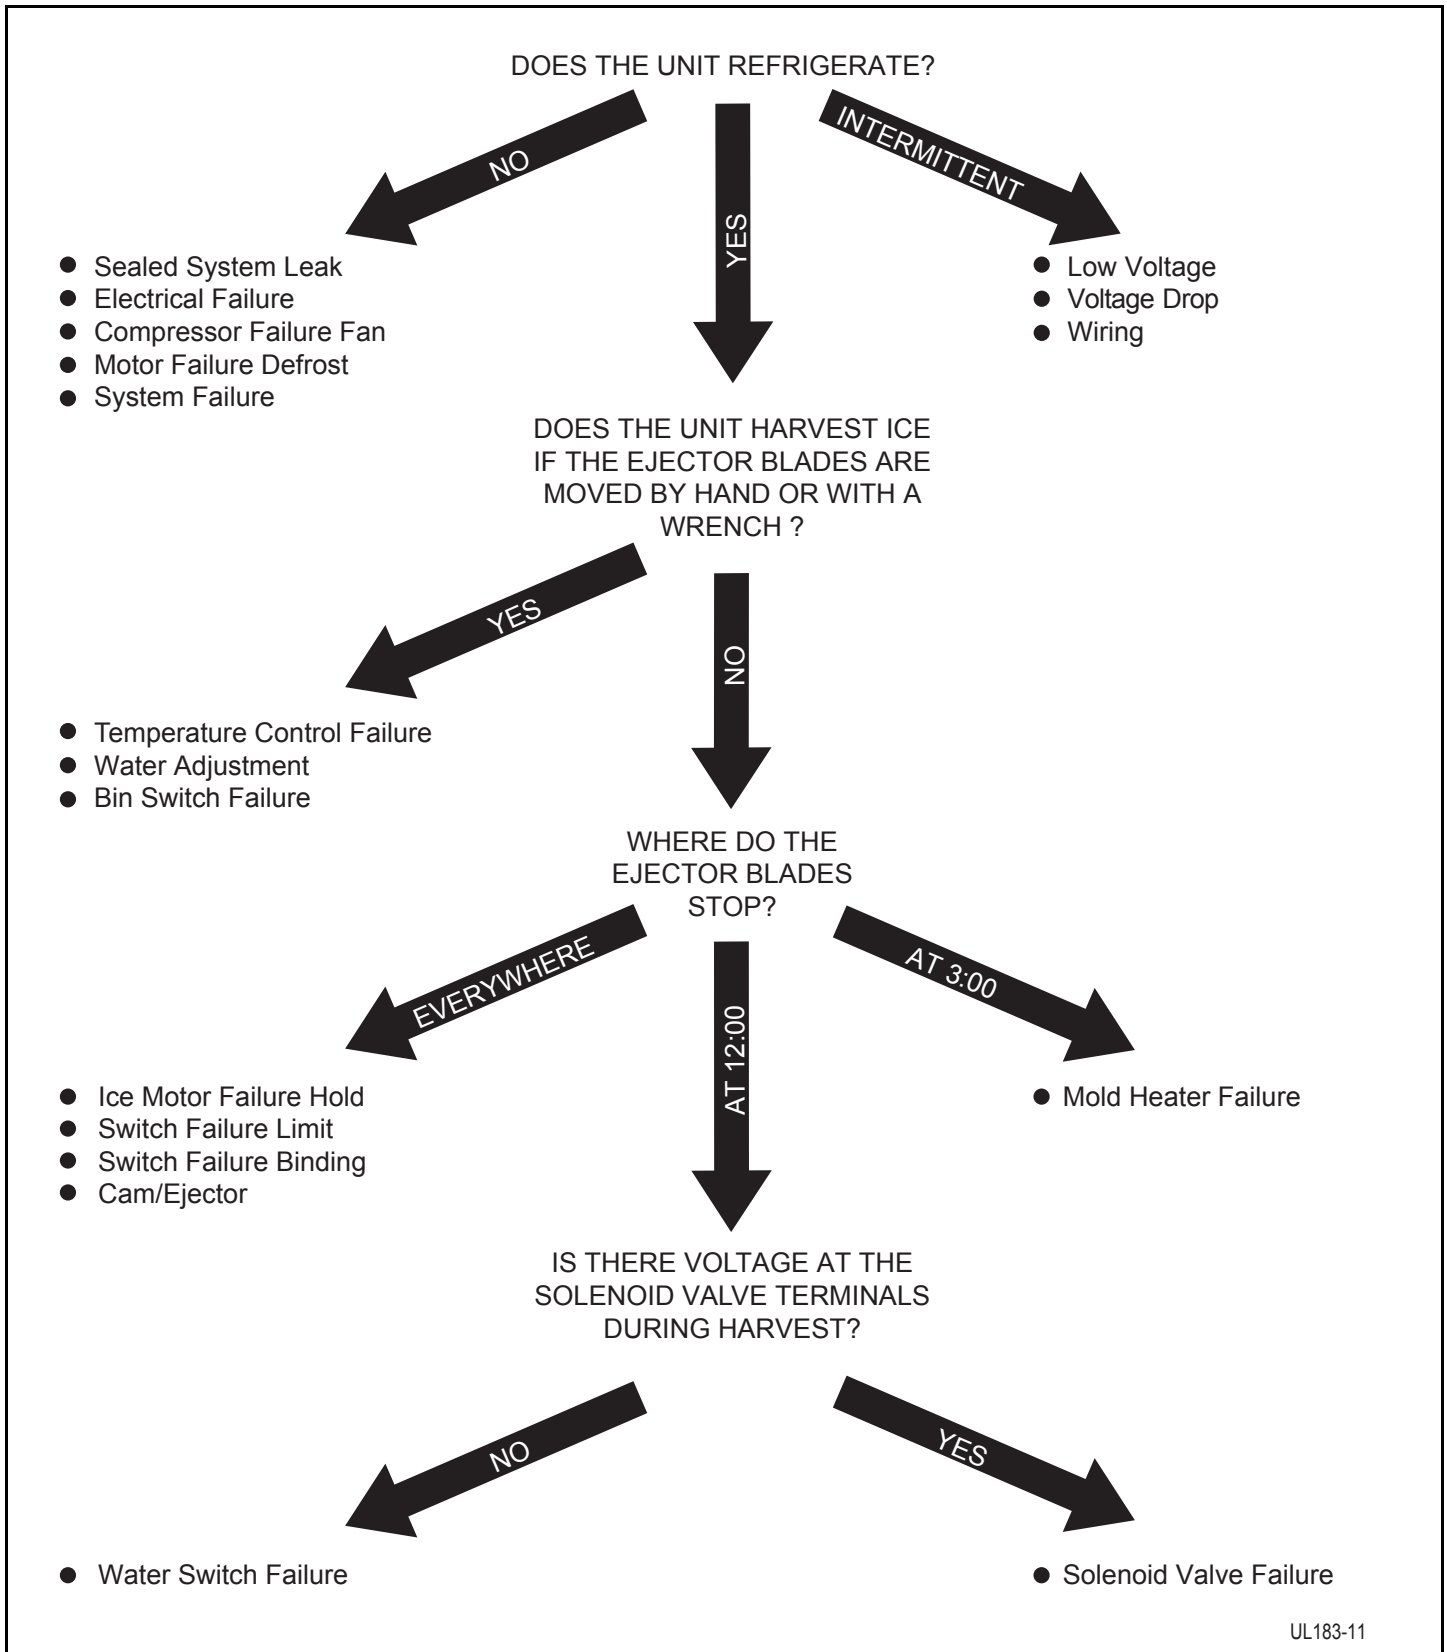 DOES THE UNIT REFRIGERATE?
NO
YES
INTERMITTENT
● Sealed System Leak
● Electrical Failure
● Compressor Failure Fan
● Motor Failure Defrost
● System Failure
● Low Voltage
● Voltage Drop
● Wiring
DOES THE UNIT HARVEST ICE
IF THE EJECTOR BLADES ARE
MOVED BY HAND OR WITH A
WRENCH ?
YES
NO
● Temperature Control Failure
● Water Adjustment
● Bin Switch Failure
WHERE DO THE
EJECTOR BLADES
STOP?
EVERYWHERE
AT 12:00
AT 3:00
● Ice Motor Failure Hold
● Switch Failure Limit
● Switch Failure Binding
● Cam/Ejector
● Mold Heater Failure
IS THERE VOLTAGE AT THE
SOLENOID VALVE TERMINALS
DURING HARVEST?
NO
YES
● Water Switch Failure
● Solenoid Valve Failure
UL183-11